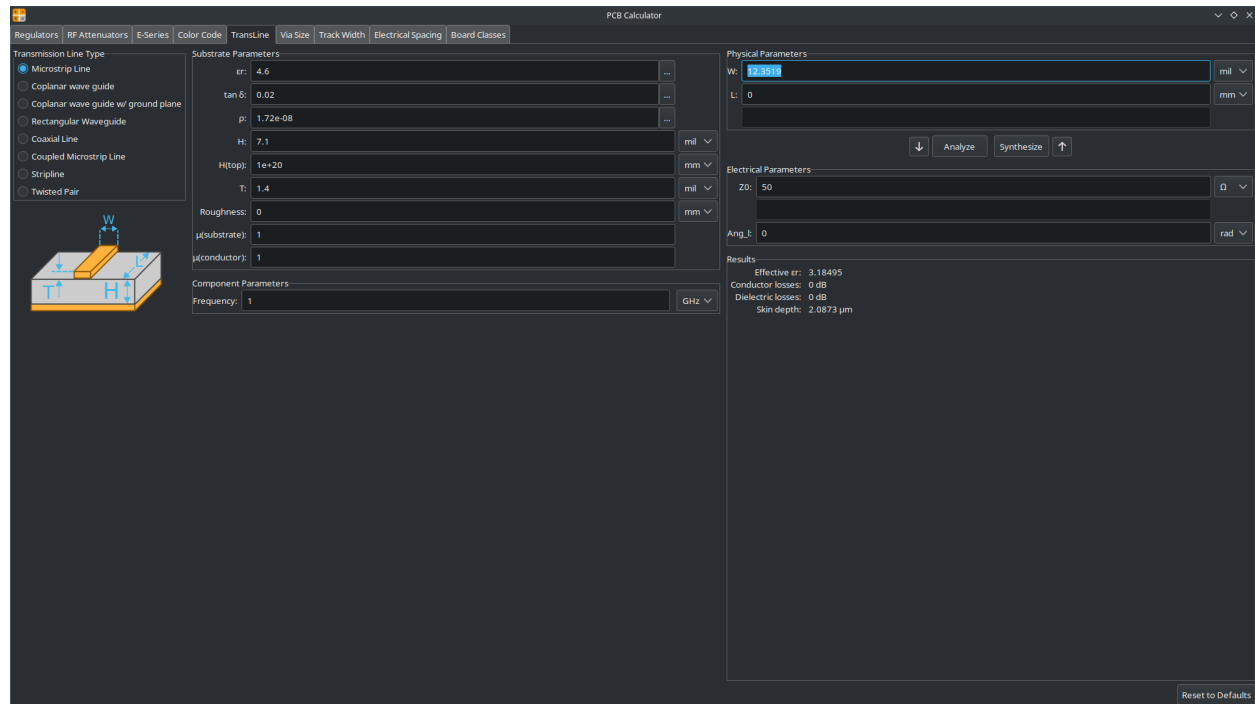 PCB Calculator
Regulators RF Attenuators E-Series Color Code TransLine Via Size Track Width Electrical Spacing Board Classes
Transmission Line Type
Microstrip Line
Coplanar wave guide
Coplanar wave guide w/ ground plane
Rectangular Waveguide
Coaxial Line
Coupled Microstrip Line
Stripline
Twisted Pair
W
L
T
H
Substrate Parameters
εr: 4.6 ...
tan δ: 0.02 ...
ρ: 1.72e-08 ...
H: 7.1 mil
H(top): 1e+20 mm
T: 1.4 mil
Roughness: 0 mm
μ(substrate): 1
μ(conductor): 1
Component Parameters
Frequency: 1 GHz
Physical Parameters
W: 12.3519 mil
L: 0 mm
Analyze Synthesize
Electrical Parameters
Z0: 50 Ω
Ang_l: 0 rad
Results
Effective εr: 3.18495
Conductor losses: 0 dB
Dielectric losses: 0 dB
Skin depth: 2.0873 μm
Reset to Defaults